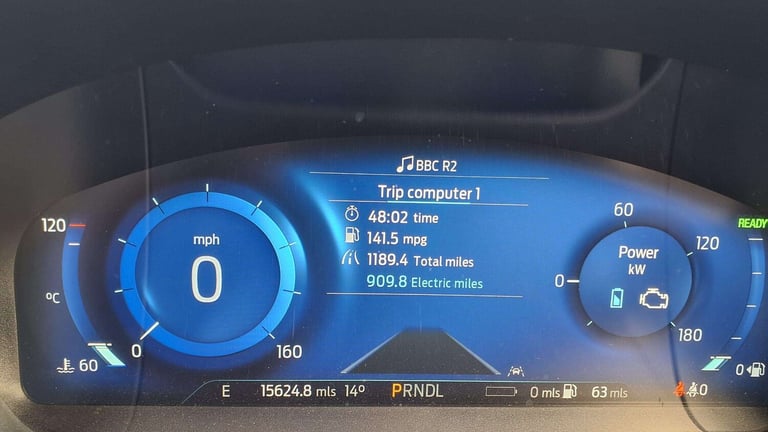 BBC R2
Trip computer 1
48:02 time
141.5 mpg
1189.4 Total miles
909.8 Electric miles
120
ºC
60
mph
0
0
160
Power
kW
0
60
120
180
READY
0
E 15624.8 mls 14º PRNDL 0 mls 63 mls
0